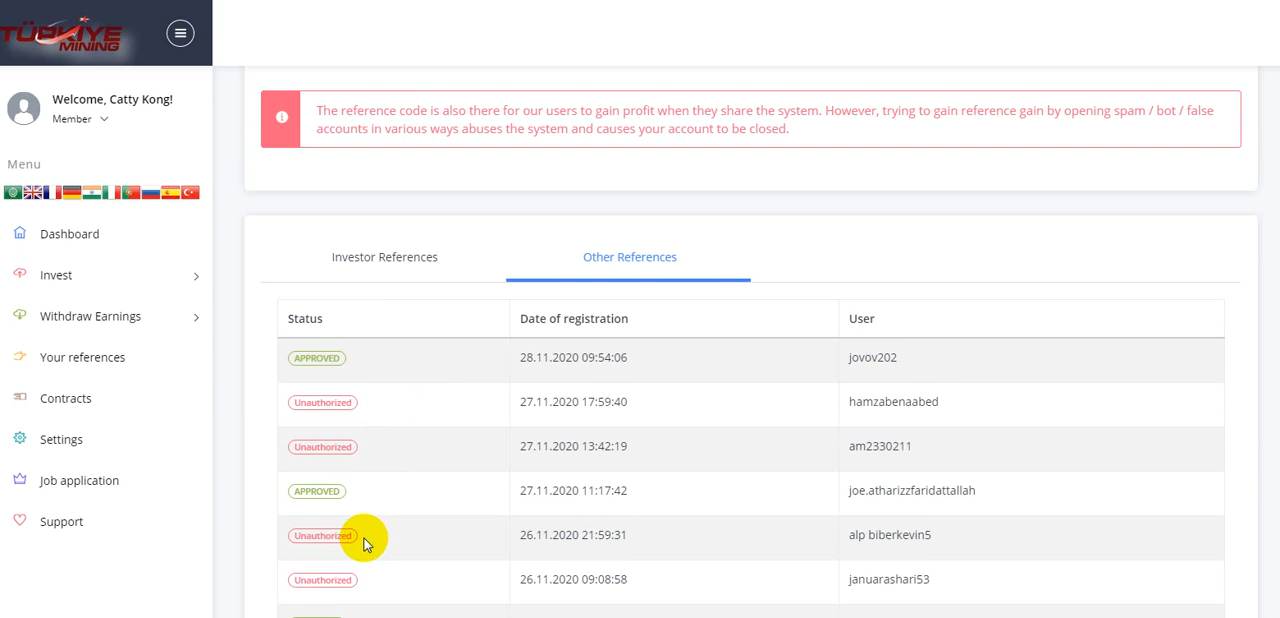 TÜRKİYE
MINING
Welcome, Catty Kong!
Member
Menu
Dashboard
Invest
Withdraw Earnings
Your references
Contracts
Settings
Job application
Support
The reference code is also there for our users to gain profit when they share the system. However, trying to gain reference gain by opening spam / bot / false
accounts in various ways abuses the system and causes your account to be closed.
Investor References Other References
Status Date of registration User
APPROVED 28.11.2020 09:54:06 jovov202
Unauthorized 27.11.2020 17:59:40 hamzabenaabed
Unauthorized 27.11.2020 13:42:19 am2330211
APPROVED 27.11.2020 11:17:42 joe.atharizzfaridattallah
Unauthorized 26.11.2020 21:59:31 alp biberkevin5
Unauthorized 26.11.2020 09:08:58 januarashari53